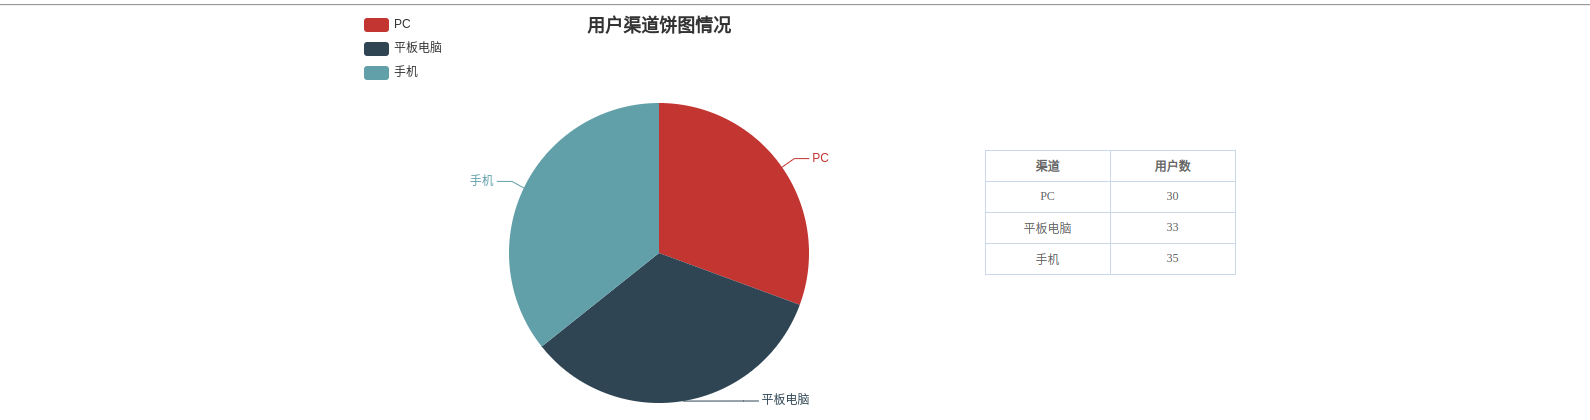 PC
平板电脑
手机
用户渠道饼图情况
PC
手机
平板电脑
渠道 用户数
PC 30
平板电脑 33
手机 35